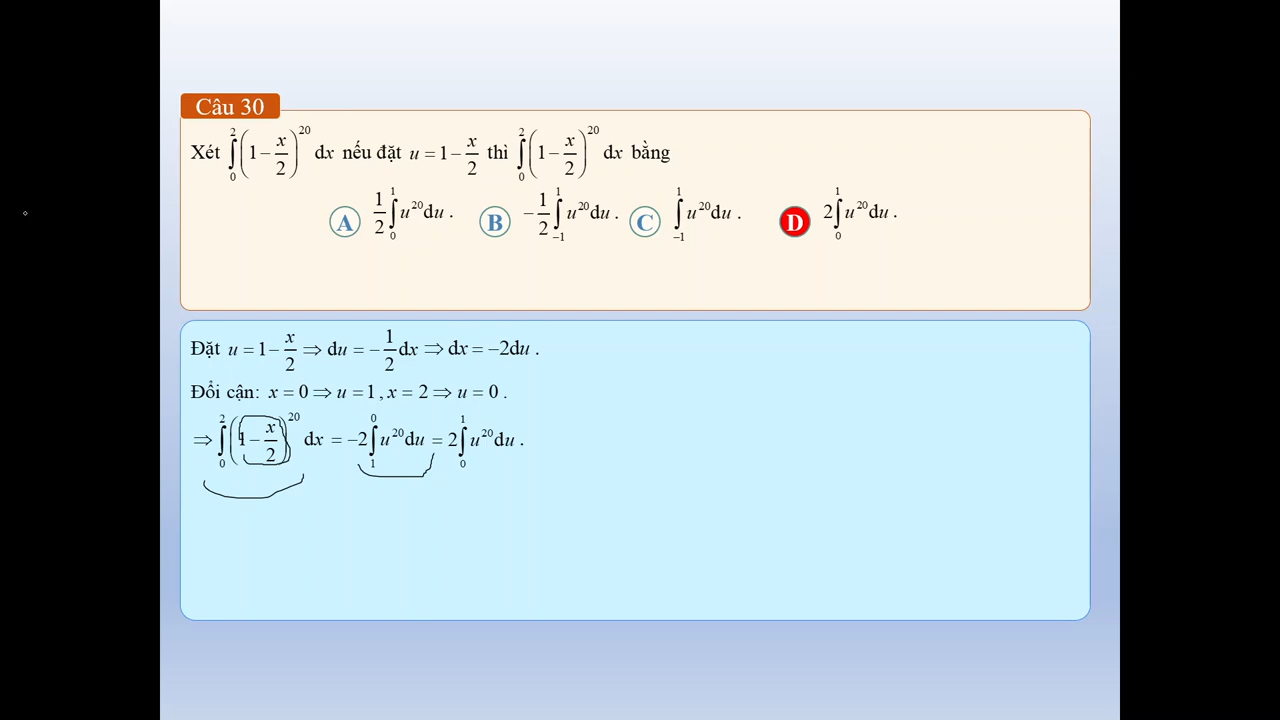 Câu 30
Xét ∫₀² (1 − x/2)²⁰ dx nếu đặt u = 1 − x/2 thì ∫₀² (1 − x/2)²⁰ dx bằng
A 1/2 ∫₀¹ u²⁰du . B −1/2 ∫₋₁¹ u²⁰du . C ∫₋₁¹ u²⁰du . D 2∫₀¹ u²⁰du .
Đặt u = 1 − x/2 ⇒ du = −1/2 dx ⇒ dx = −2du .
Đổi cận: x = 0 ⇒ u = 1 , x = 2 ⇒ u = 0 .
⇒ ∫₀² (1 − x/2)²⁰ dx = −2∫₁⁰ u²⁰du = 2∫₀¹ u²⁰du .